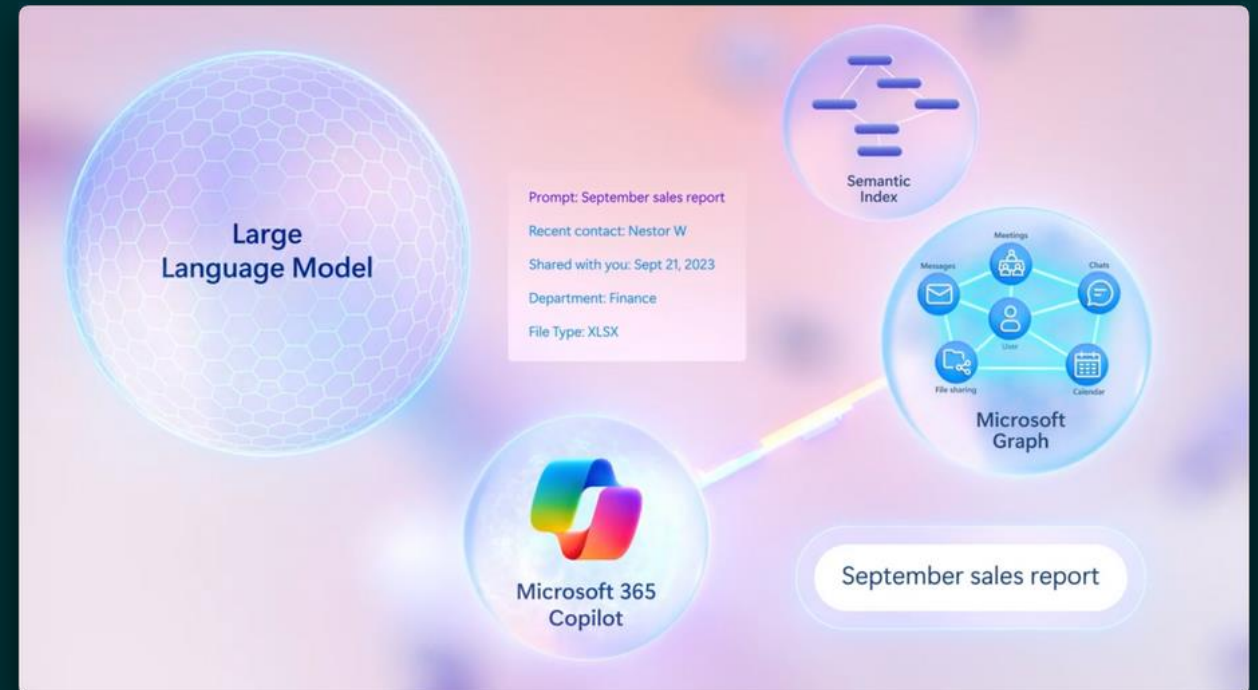 Large
Language Model
Prompt: September sales report
Recent contact: Nestor W
Shared with you: Sept 21, 2023
Department: Finance
File Type: XLSX
Semantic
Index
Meetings
Messages
Chats
User
File sharing
Calendar
Microsoft
Graph
Microsoft 365
Copilot
September sales report